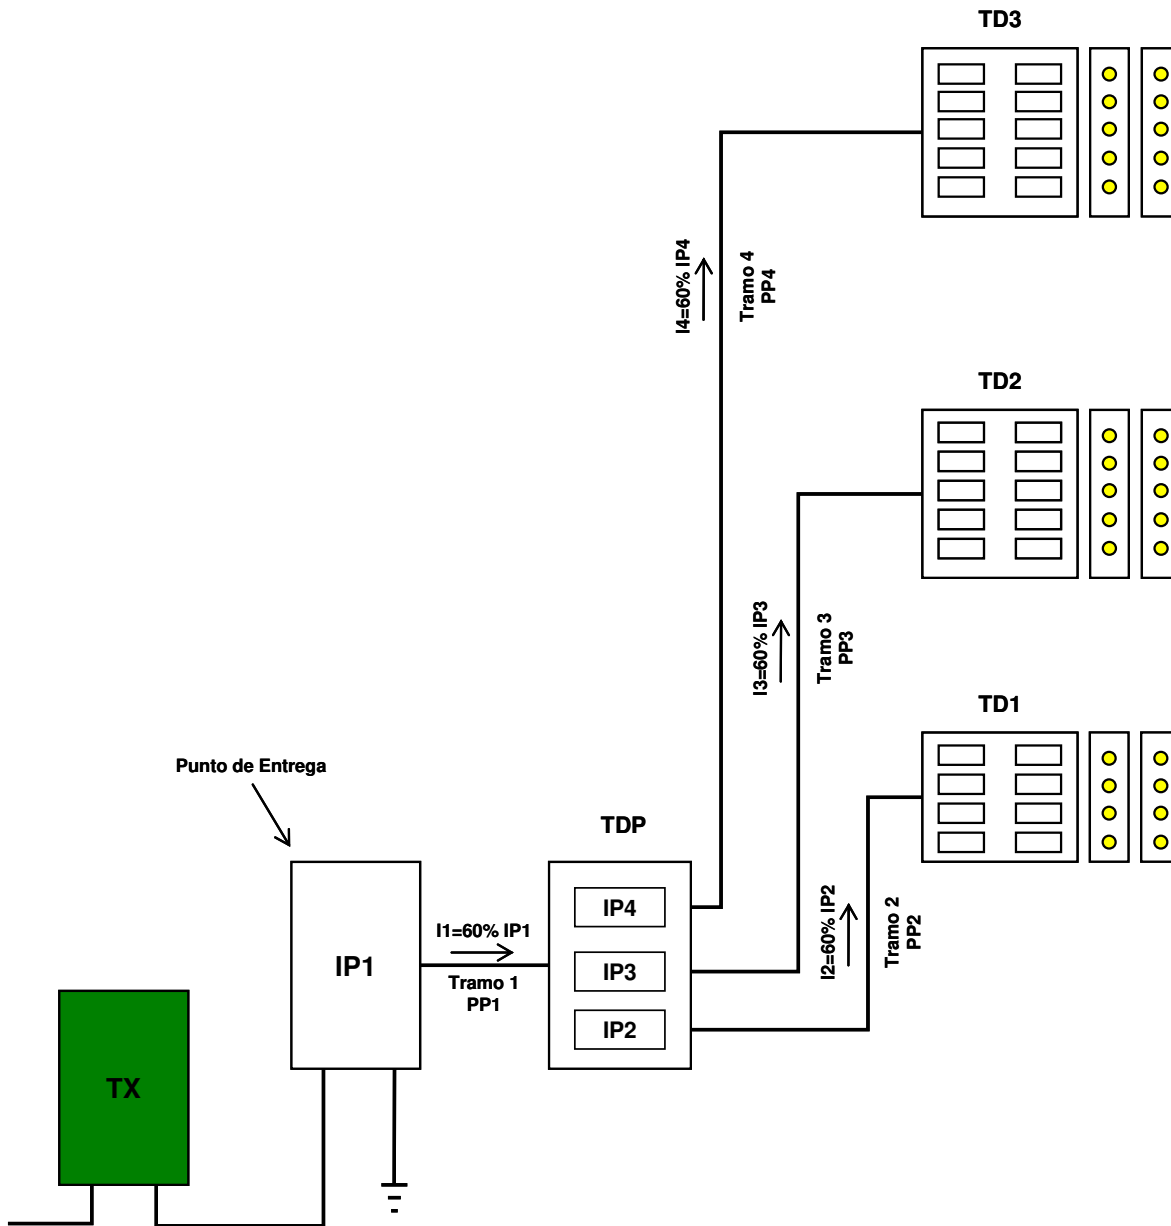 TD3
I4=60% IP4
Tramo 4
PP4
TD2
I3=60% IP3
Tramo 3
PP3
TD1
Punto de Entrega
TDP
I2=60% IP2
Tramo 2
PP2
IP4
I1=60% IP1
IP1
IP3
Tramo 1
PP1
IP2
TX